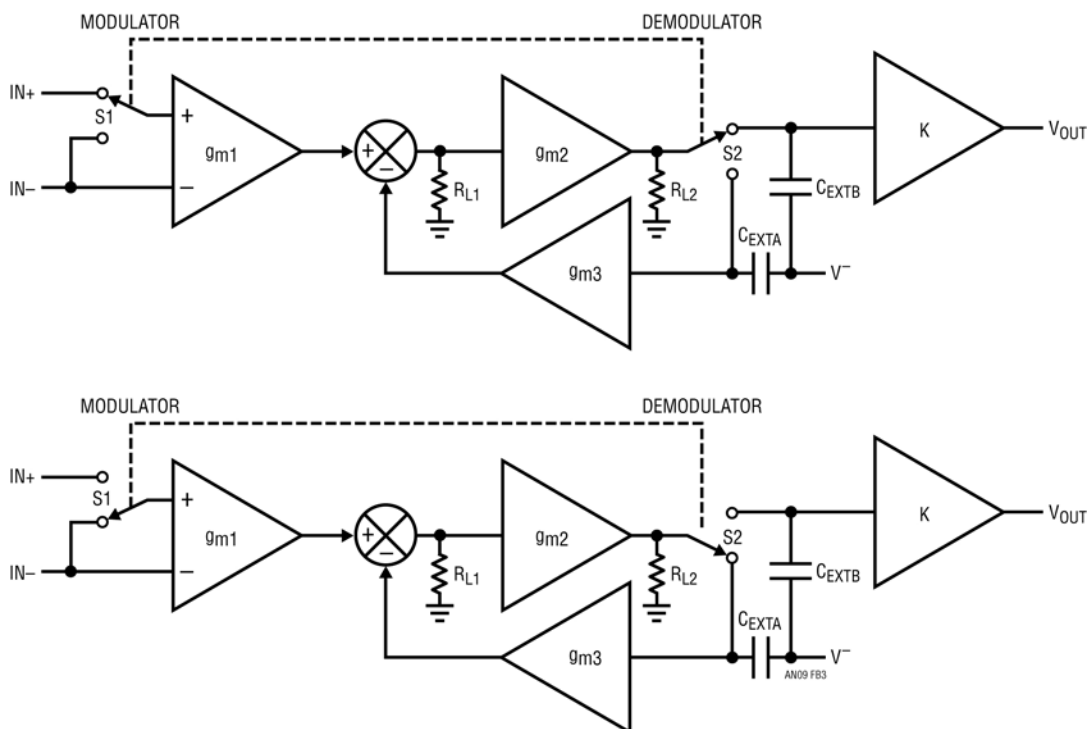 MODULATOR DEMODULATOR
IN+ S1 + gm1 + gm2 S2 K VOUT
IN– – – RL1 RL2 CEXTB
gm3 CEXTA V–
MODULATOR DEMODULATOR
IN+ S1 + gm1 + gm2 S2 K VOUT
IN– – – RL1 RL2 CEXTB
gm3 CEXTA V–
AN09 FB3